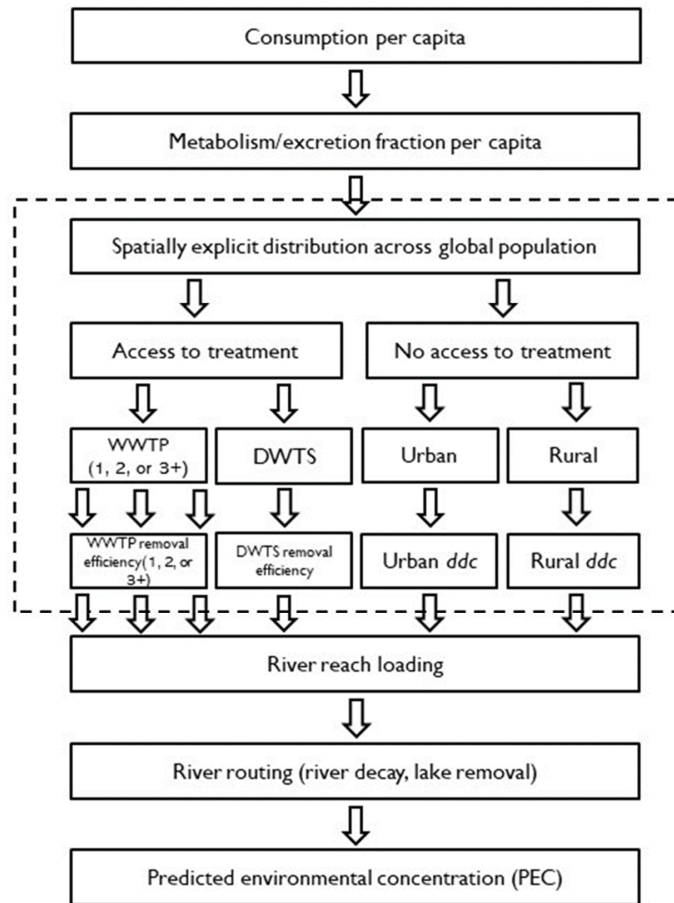 Consumption per capita
Metabolism/excretion fraction per capita
Spatially explicit distribution across global population
Access to treatment
No access to treatment
WWTP
(1, 2, or 3+)
DWTS
Urban
Rural
WWTP removal
efficiency(1, 2, or
3+)
DWTS removal
efficiency
Urban ddc
Rural ddc
River reach loading
River routing (river decay, lake removal)
Predicted environmental concentration (PEC)